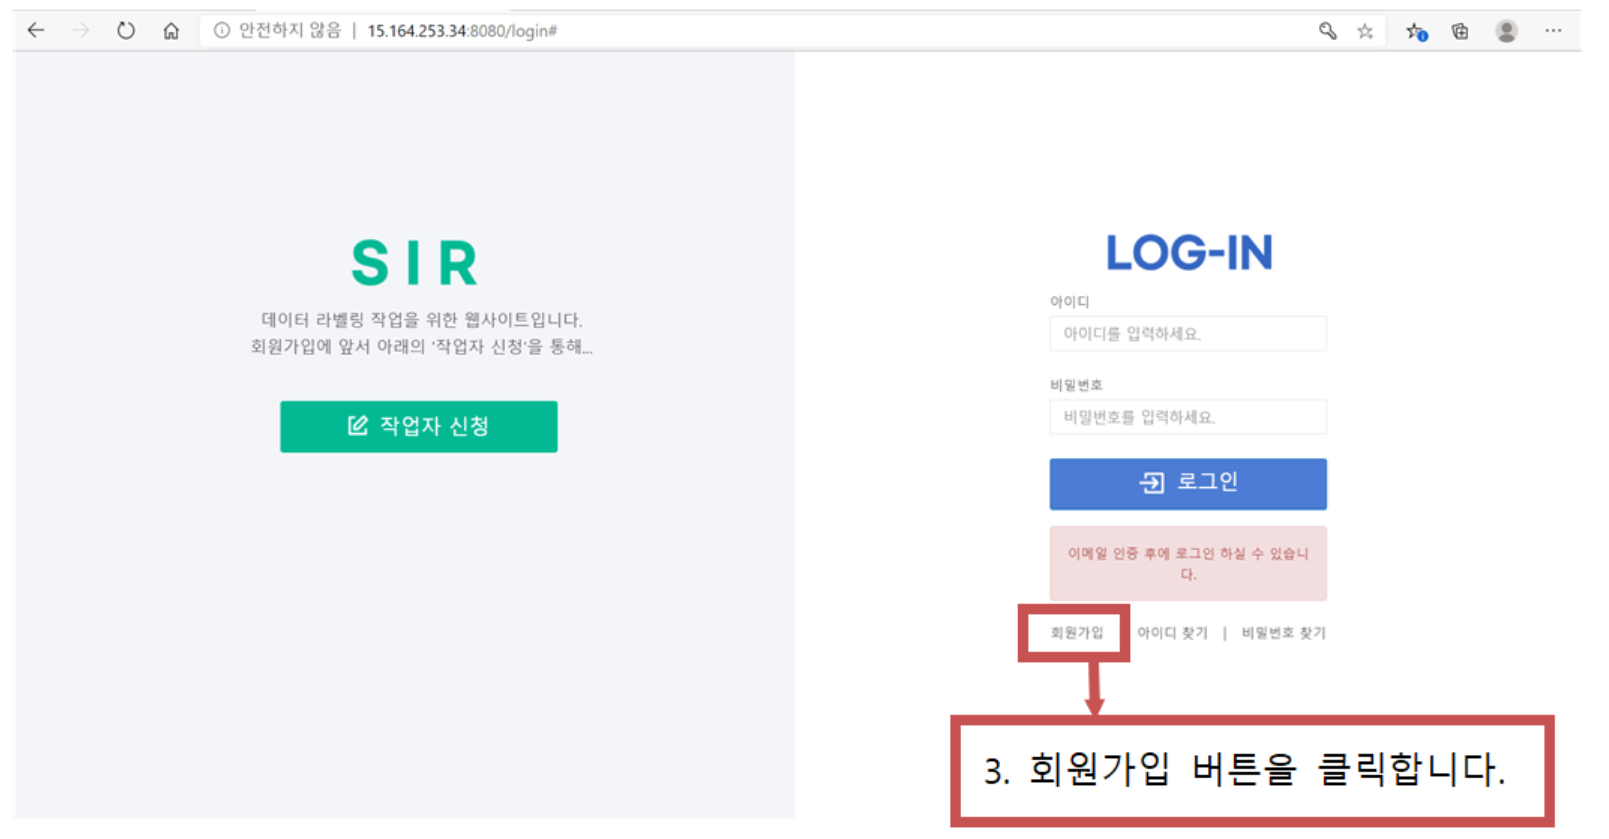 안전하지 않음 | 15.164.253.34:8080/login#
S I R
데이터 라벨링 작업을 위한 웹사이트입니다.
회원가입에 앞서 아래의 '작업자 신청'을 통해...
작업자 신청
LOG-IN
아이디
아이디를 입력하세요.
비밀번호
비밀번호를 입력하세요.
로그인
이메일 인증 후에 로그인 하실 수 있습니
다.
회원가입 아이디 찾기 | 비밀번호 찾기
3. 회원가입 버튼을 클릭합니다.